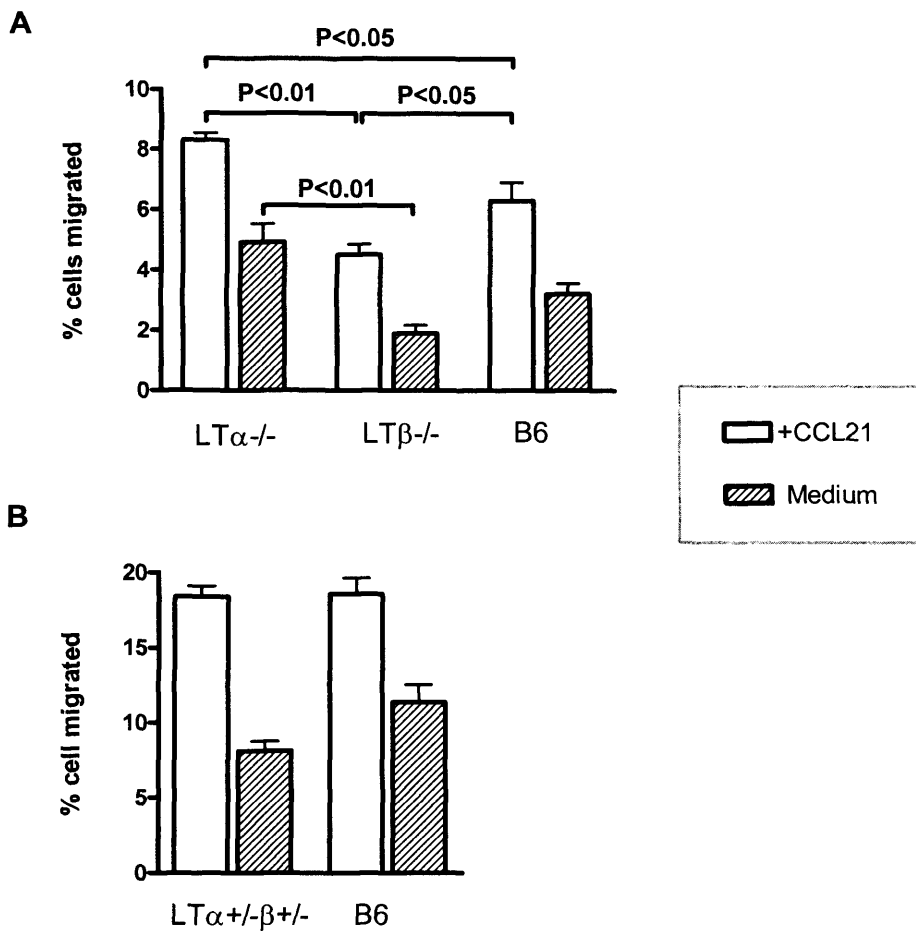 A
P<0.05
P<0.01
P<0.05
P<0.01
% cells migrated
10
8
6
4
2
0
LTα-/-
LTβ-/-
B6
+CCL21
Medium
B
% cell migrated
20
15
10
5
0
LTα+/-β+/-
B6